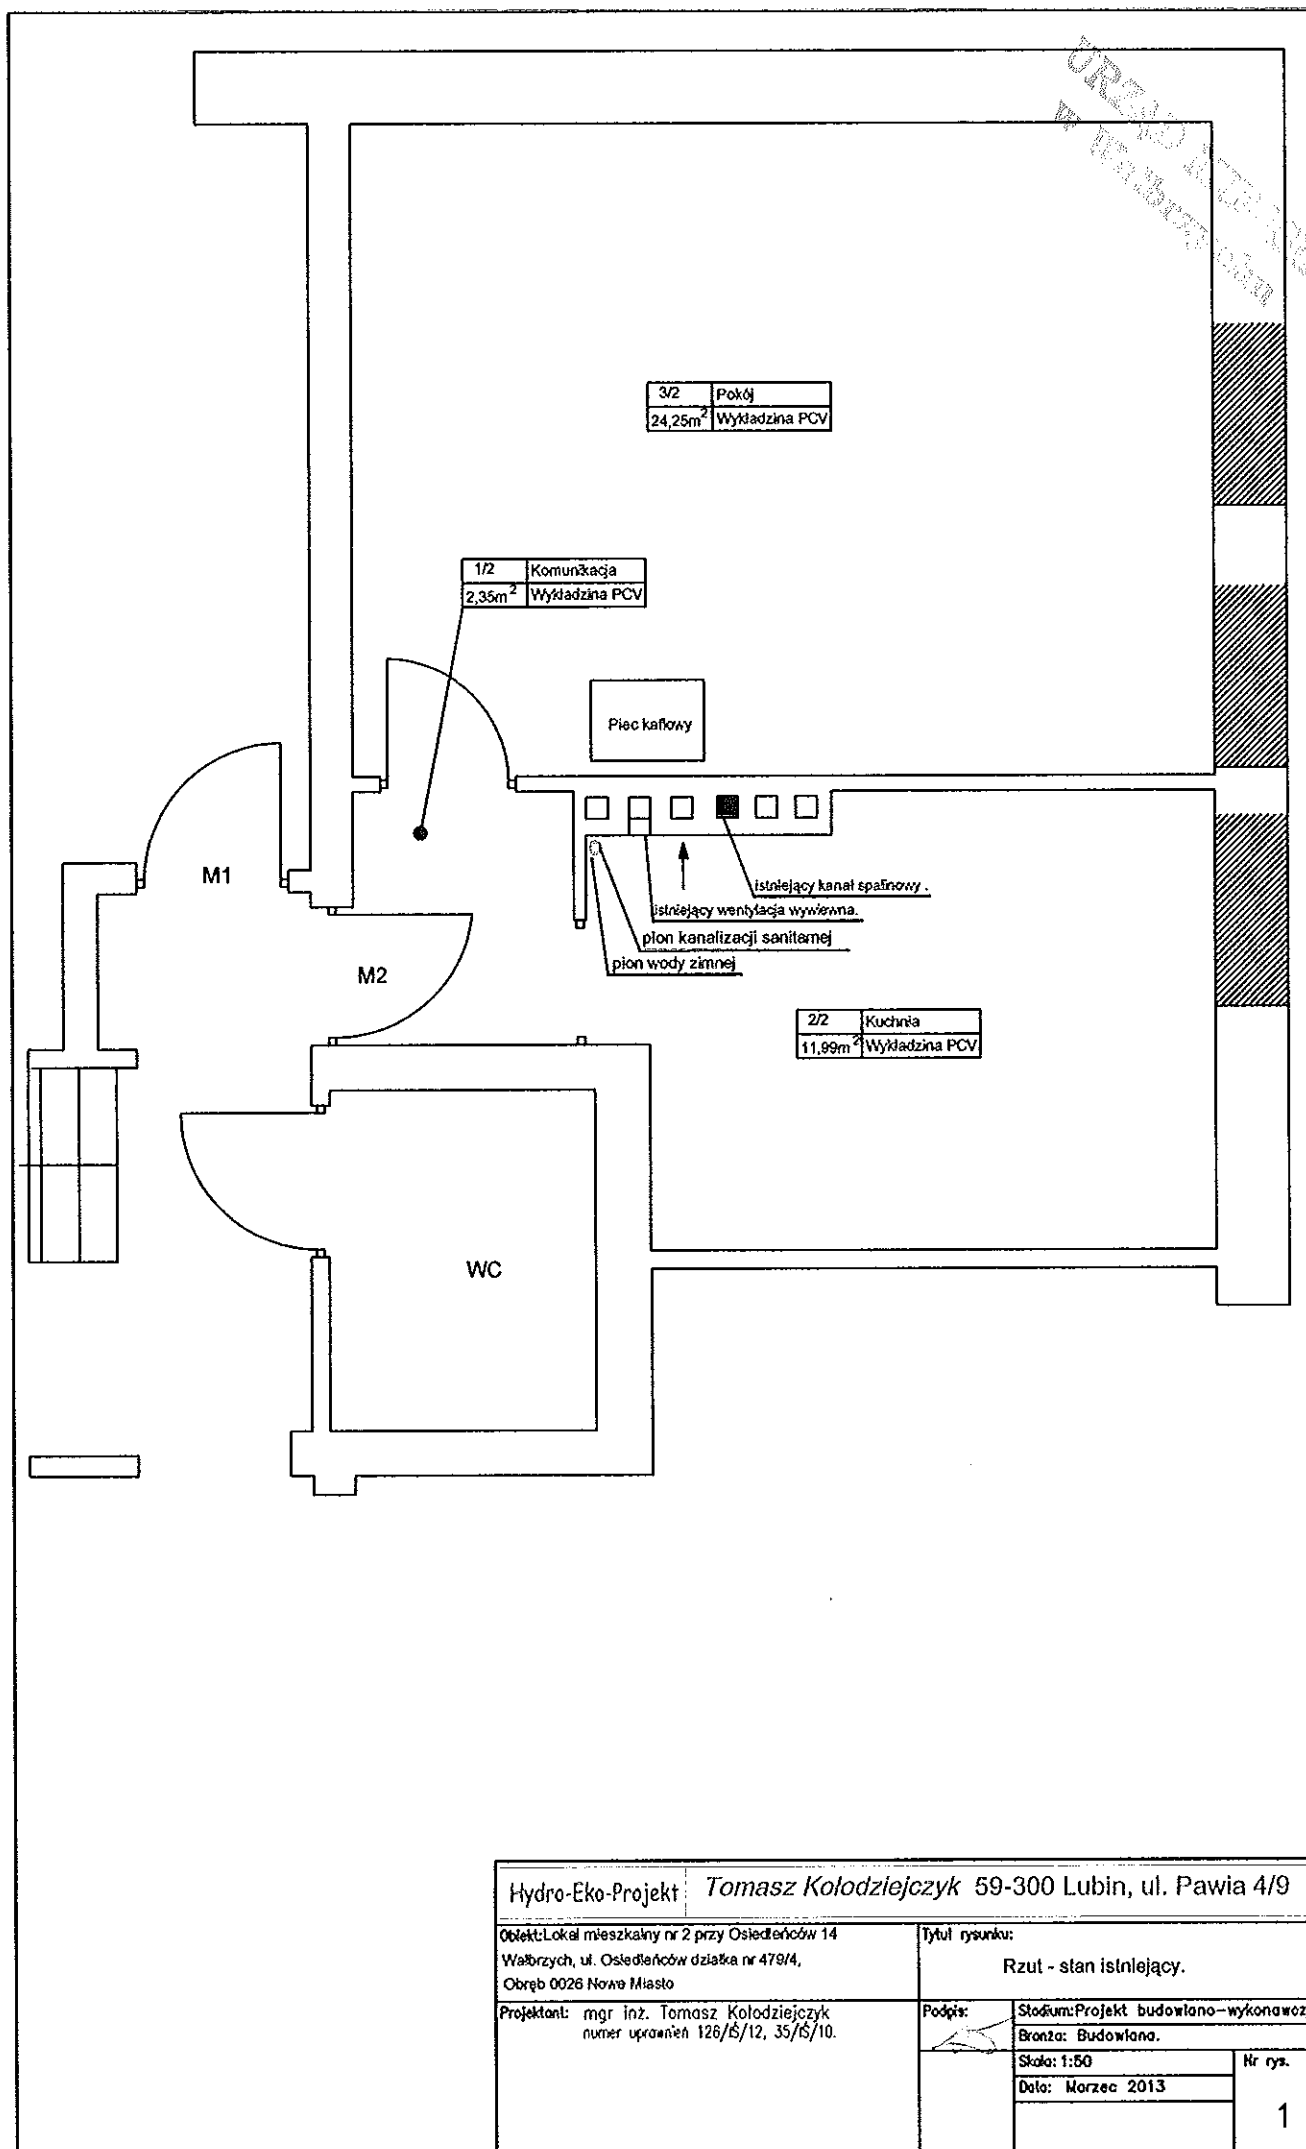 URZĄD MIEJSKI
w Wałbrzychu
3/2 Pokój
24,25m² Wykładzina PCV
1/2 Komunikacja
2,35m² Wykładzina PCV
Piec kaflowy
M1
istniejący kanał spalinowy .
istniejący wentylacja wywiewna.
pion kanalizacji sanitarnej
pion wody zimnej
M2
2/2 Kuchnia
11,99m² Wykładzina PCV
WC
Hydro-Eko-Projekt Tomasz Kołodziejczyk 59-300 Lubin, ul. Pawia 4/9
Obiekt:Lokal mieszkalny nr 2 przy Osiedleńców 14
Wałbrzych, ul. Osiedleńców działka nr 479/4,
Obręb 0026 Nowe Miasto
Tytuł rysunku:
Rzut - stan istniejący.
Projektant: mgr inż. Tomasz Kołodziejczyk
numer uprawnień 126/IŚ/12, 35/IŚ/10.
Podpis:
Stadium:Projekt budowlano-wykonawcz
Branża: Budowlana.
Skala: 1:50
Data: Marzec 2013
Nr rys.
1